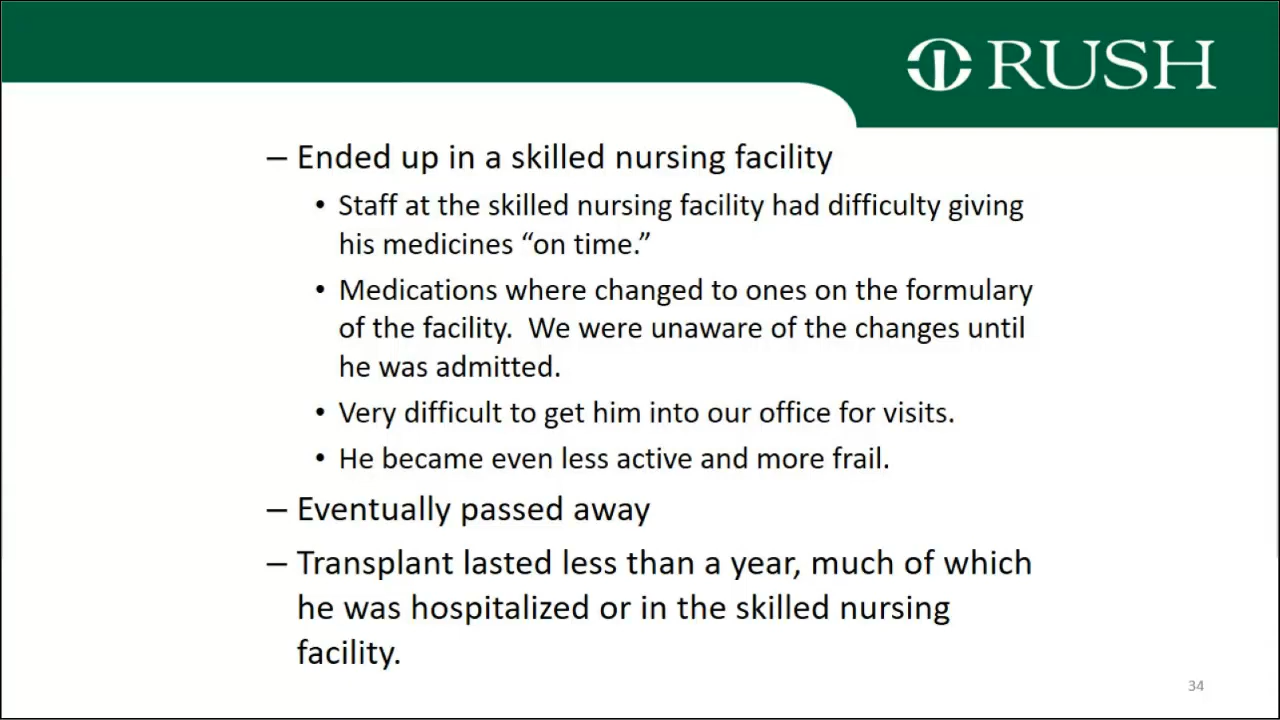 RUSH
– Ended up in a skilled nursing facility
• Staff at the skilled nursing facility had difficulty giving
his medicines “on time.”
• Medications where changed to ones on the formulary
of the facility.  We were unaware of the changes until
he was admitted.
• Very difficult to get him into our office for visits.
• He became even less active and more frail.
– Eventually passed away
– Transplant lasted less than a year, much of which
he was hospitalized or in the skilled nursing
facility.
34